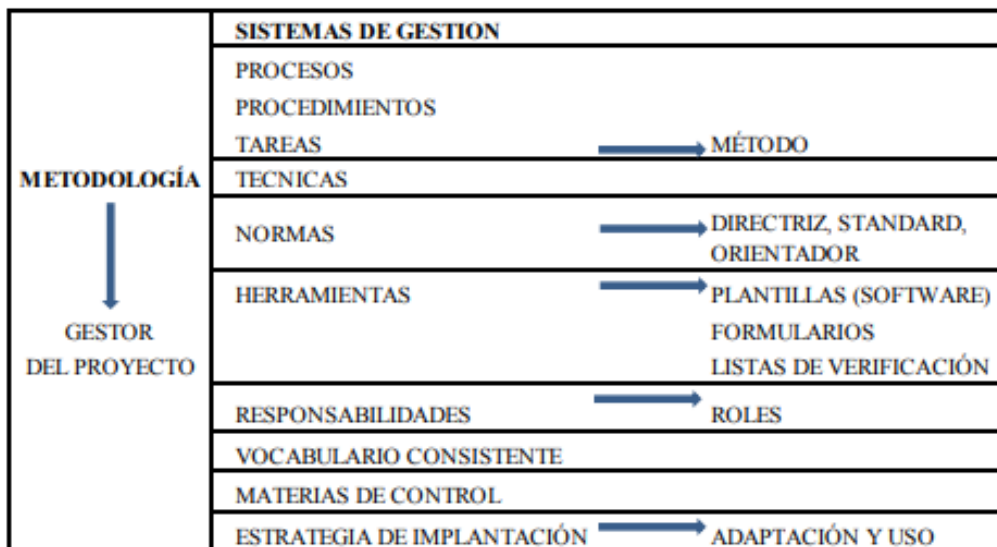 SISTEMAS DE GESTION
PROCESOS
PROCEDIMIENTOS
TAREAS MÉTODO
METODOLOGÍA
TECNICAS
NORMAS
DIRECTRIZ, STANDARD,
ORIENTADOR
HERRAMIENTAS PLANTILLAS (SOFTWARE)
GESTOR
DEL PROYECTO
FORMULARIOS
LISTAS DE VERIFICACIÓN
RESPONSABILIDADES ROLES
VOCABULARIO CONSISTENTE
MATERIAS DE CONTROL
ESTRATEGIA DE IMPLANTACIÓN ADAPTACIÓN Y USO